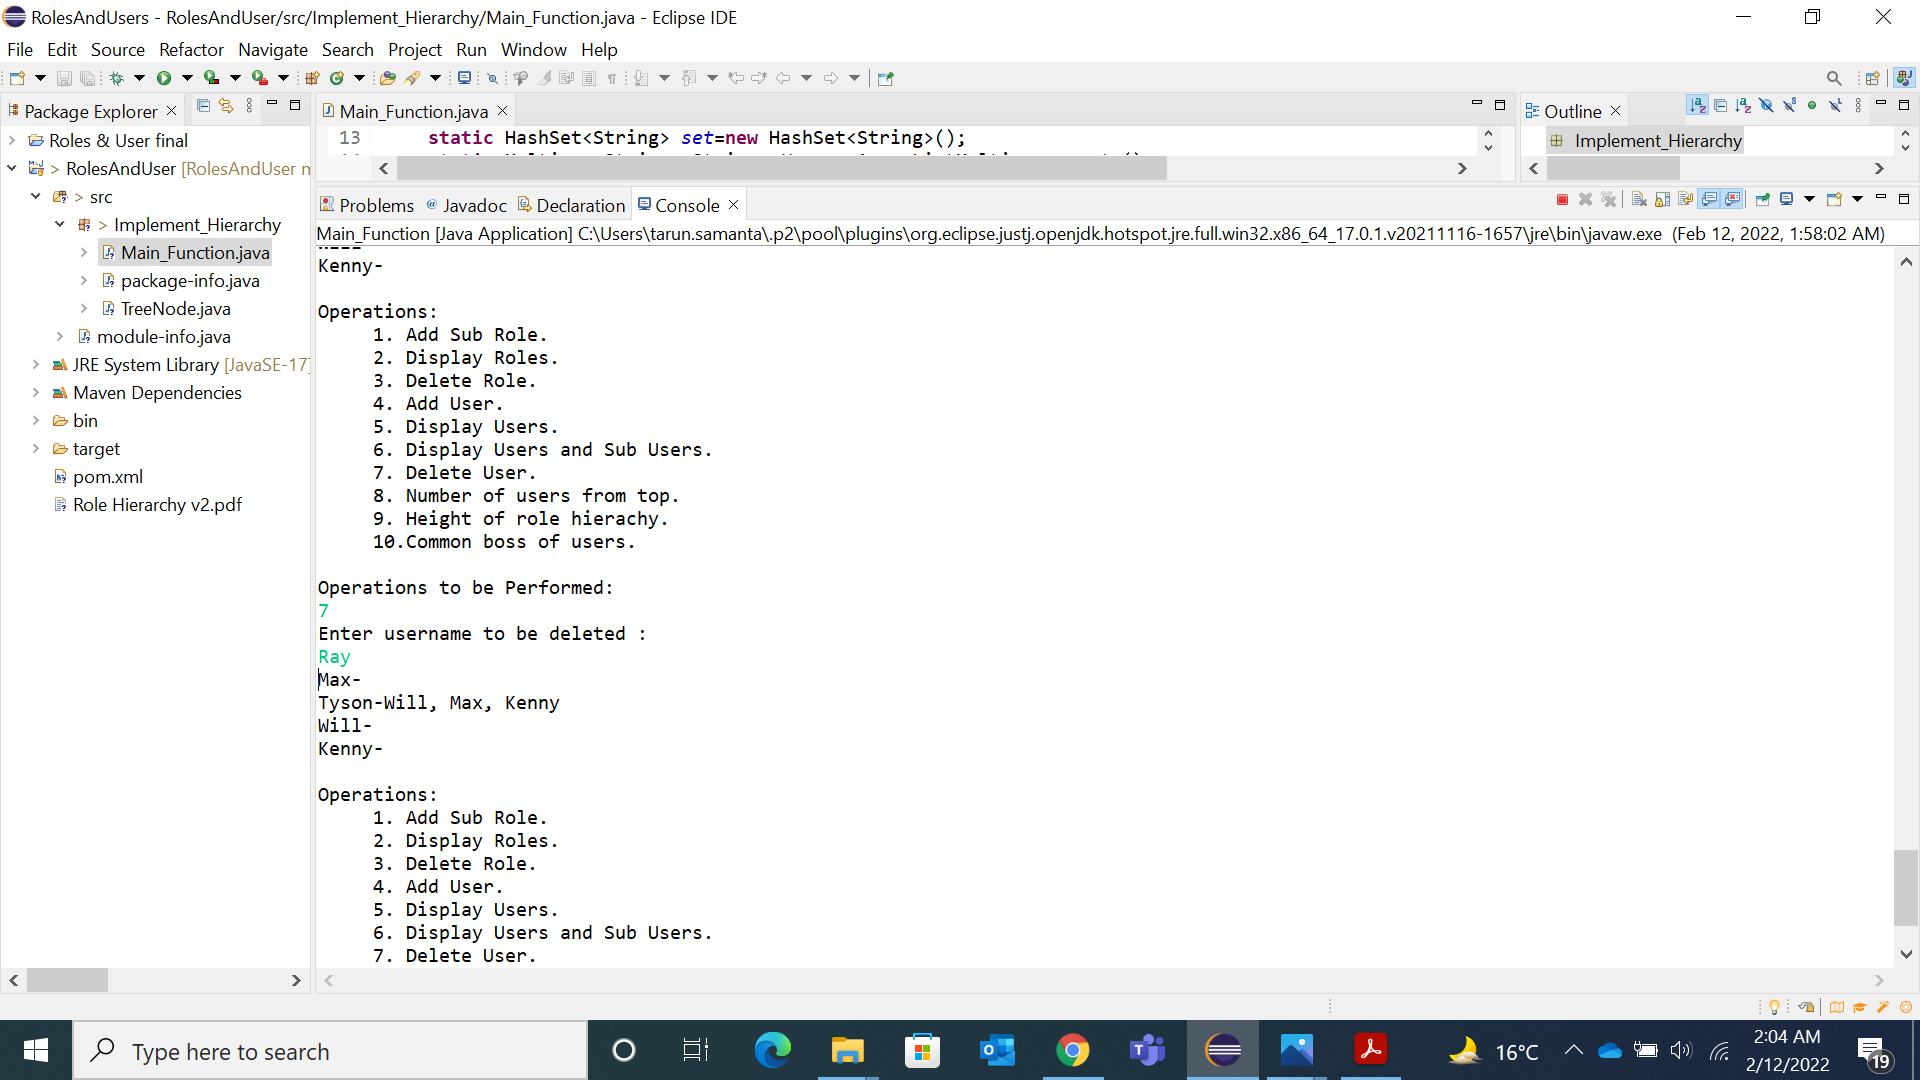 RolesAndUsers - RolesAndUser/src/Implement_Hierarchy/Main_Function.java - Eclipse IDE
File Edit Source Refactor Navigate Search Project Run Window Help
Package Explorer
Roles & User final
> RolesAndUser [RolesAndUser n
> src
> Implement_Hierarchy
Main_Function.java
package-info.java
TreeNode.java
module-info.java
JRE System Library [JavaSE-17]
Maven Dependencies
bin
target
pom.xml
Role Hierarchy v2.pdf
Main_Function.java
13 static HashSet<String> set=new HashSet<String>();
Outline
Implement_Hierarchy
Problems Javadoc Declaration Console
Main_Function [Java Application] C:\Users\tarun.samanta\.p2\pool\plugins\org.eclipse.justj.openjdk.hotspot.jre.full.win32.x86_64_17.0.1.v20211116-1657\jre\bin\javaw.exe (Feb 12, 2022, 1:58:02 AM)
Kenny-
Operations:
1. Add Sub Role.
2. Display Roles.
3. Delete Role.
4. Add User.
5. Display Users.
6. Display Users and Sub Users.
7. Delete User.
8. Number of users from top.
9. Height of role hierachy.
10.Common boss of users.
Operations to be Performed:
7
Enter username to be deleted :
Ray
Max-
Tyson-Will, Max, Kenny
Will-
Kenny-
Operations:
1. Add Sub Role.
2. Display Roles.
3. Delete Role.
4. Add User.
5. Display Users.
6. Display Users and Sub Users.
7. Delete User.
Type here to search
16°C
2:04 AM
2/12/2022
19